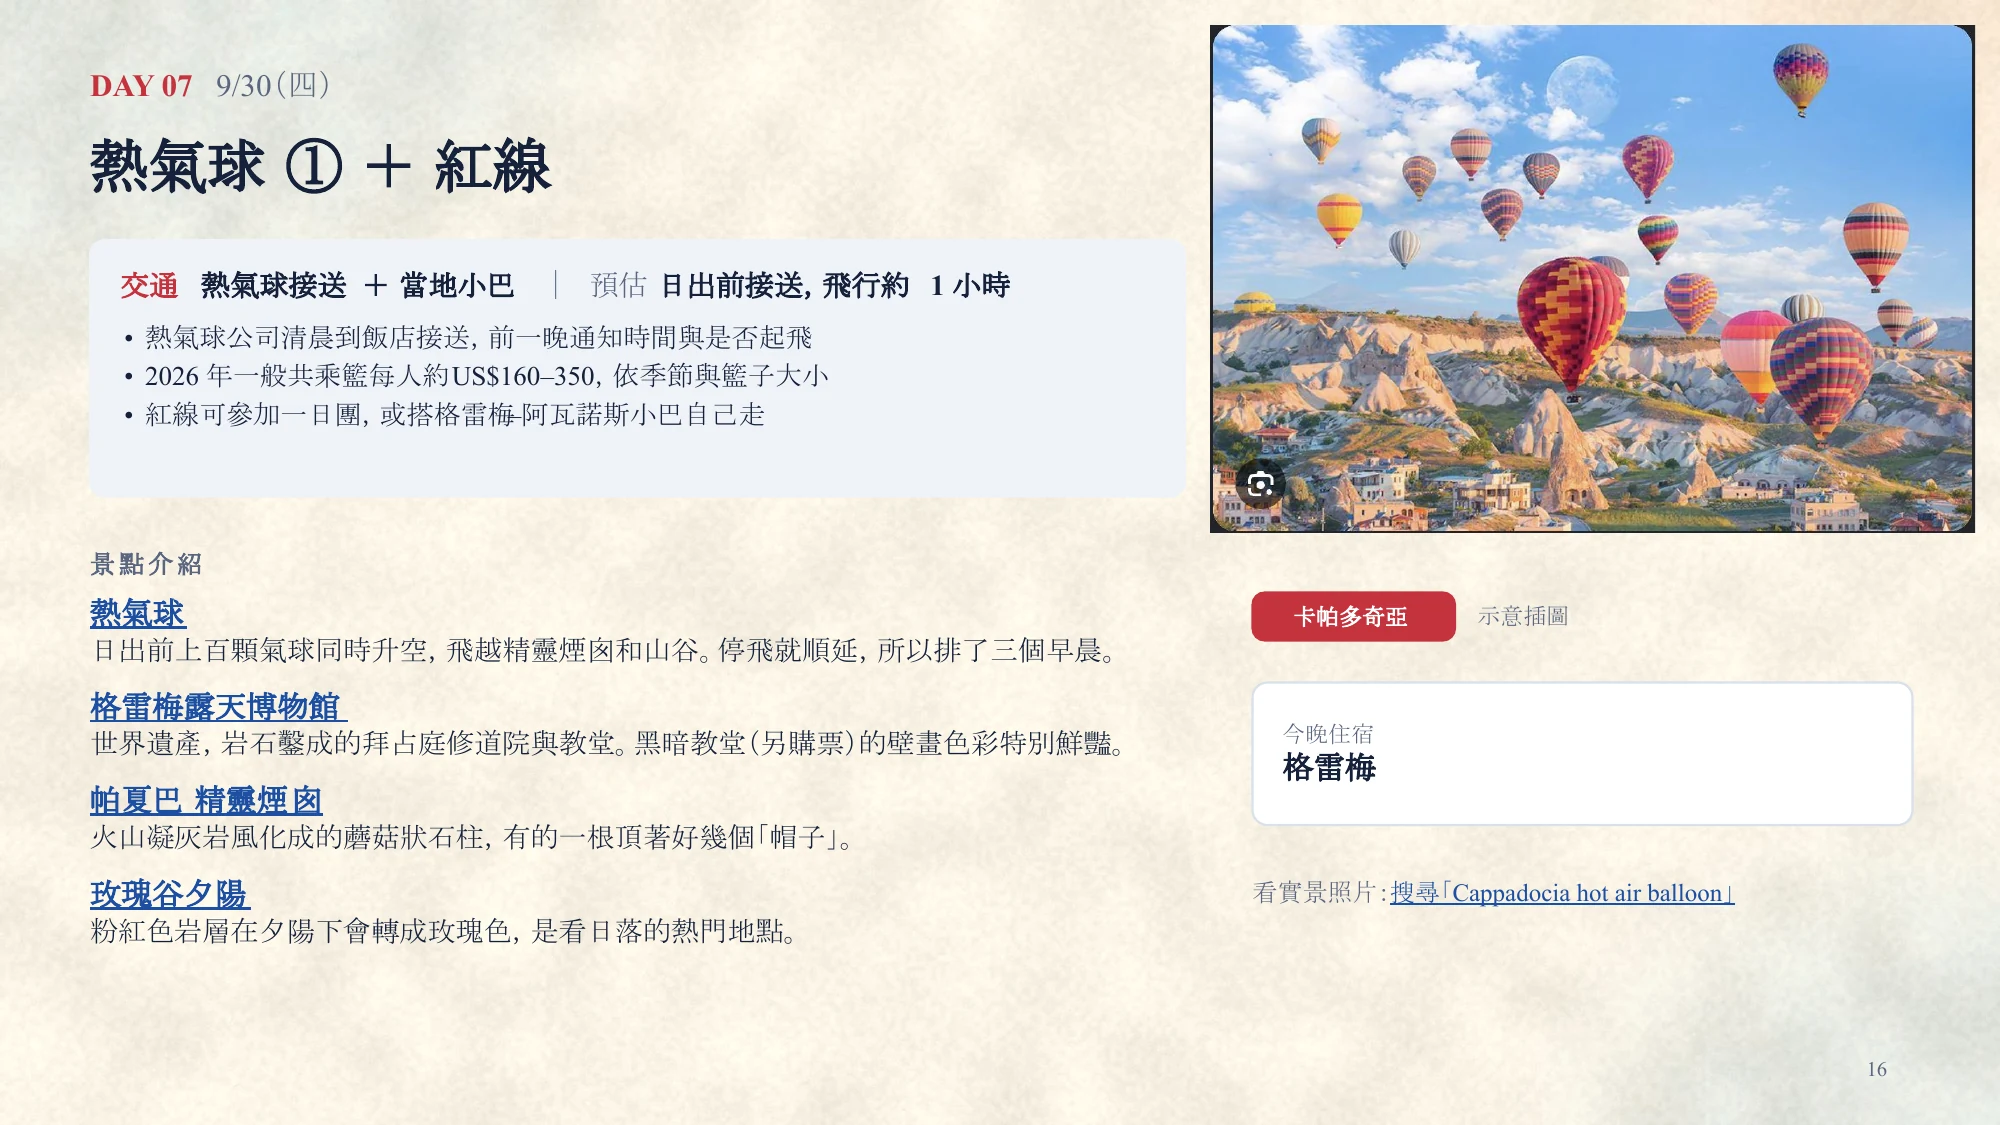 DAY 07 9/30（四）
熱氣球 ① ＋ 紅線
交通 熱氣球接送 ＋ 當地小巴 ｜ 預估 日出前接送，飛行約 1 小時
• 熱氣球公司清晨到飯店接送，前一晚通知時間與是否起飛
• 2026 年一般共乘籃每人約US$160–350，依季節與籃子大小
• 紅線可參加一日團，或搭格雷梅–阿瓦諾斯小巴自己走
景點介紹
熱氣球
日出前上百顆氣球同時升空，飛越精靈煙囪和山谷。停飛就順延，所以排了三個早晨。
格雷梅露天博物館
世界遺產，岩石鑿成的拜占庭修道院與教堂。黑暗教堂（另購票）的壁畫色彩特別鮮豔。
帕夏巴 精靈煙囪
火山凝灰岩風化成的蘑菇狀石柱，有的一根頂著好幾個「帽子」。
玫瑰谷夕陽
粉紅色岩層在夕陽下會轉成玫瑰色，是看日落的熱門地點。
卡帕多奇亞 示意插圖
今晚住宿
格雷梅
看實景照片：搜尋「Cappadocia hot air balloon」
16